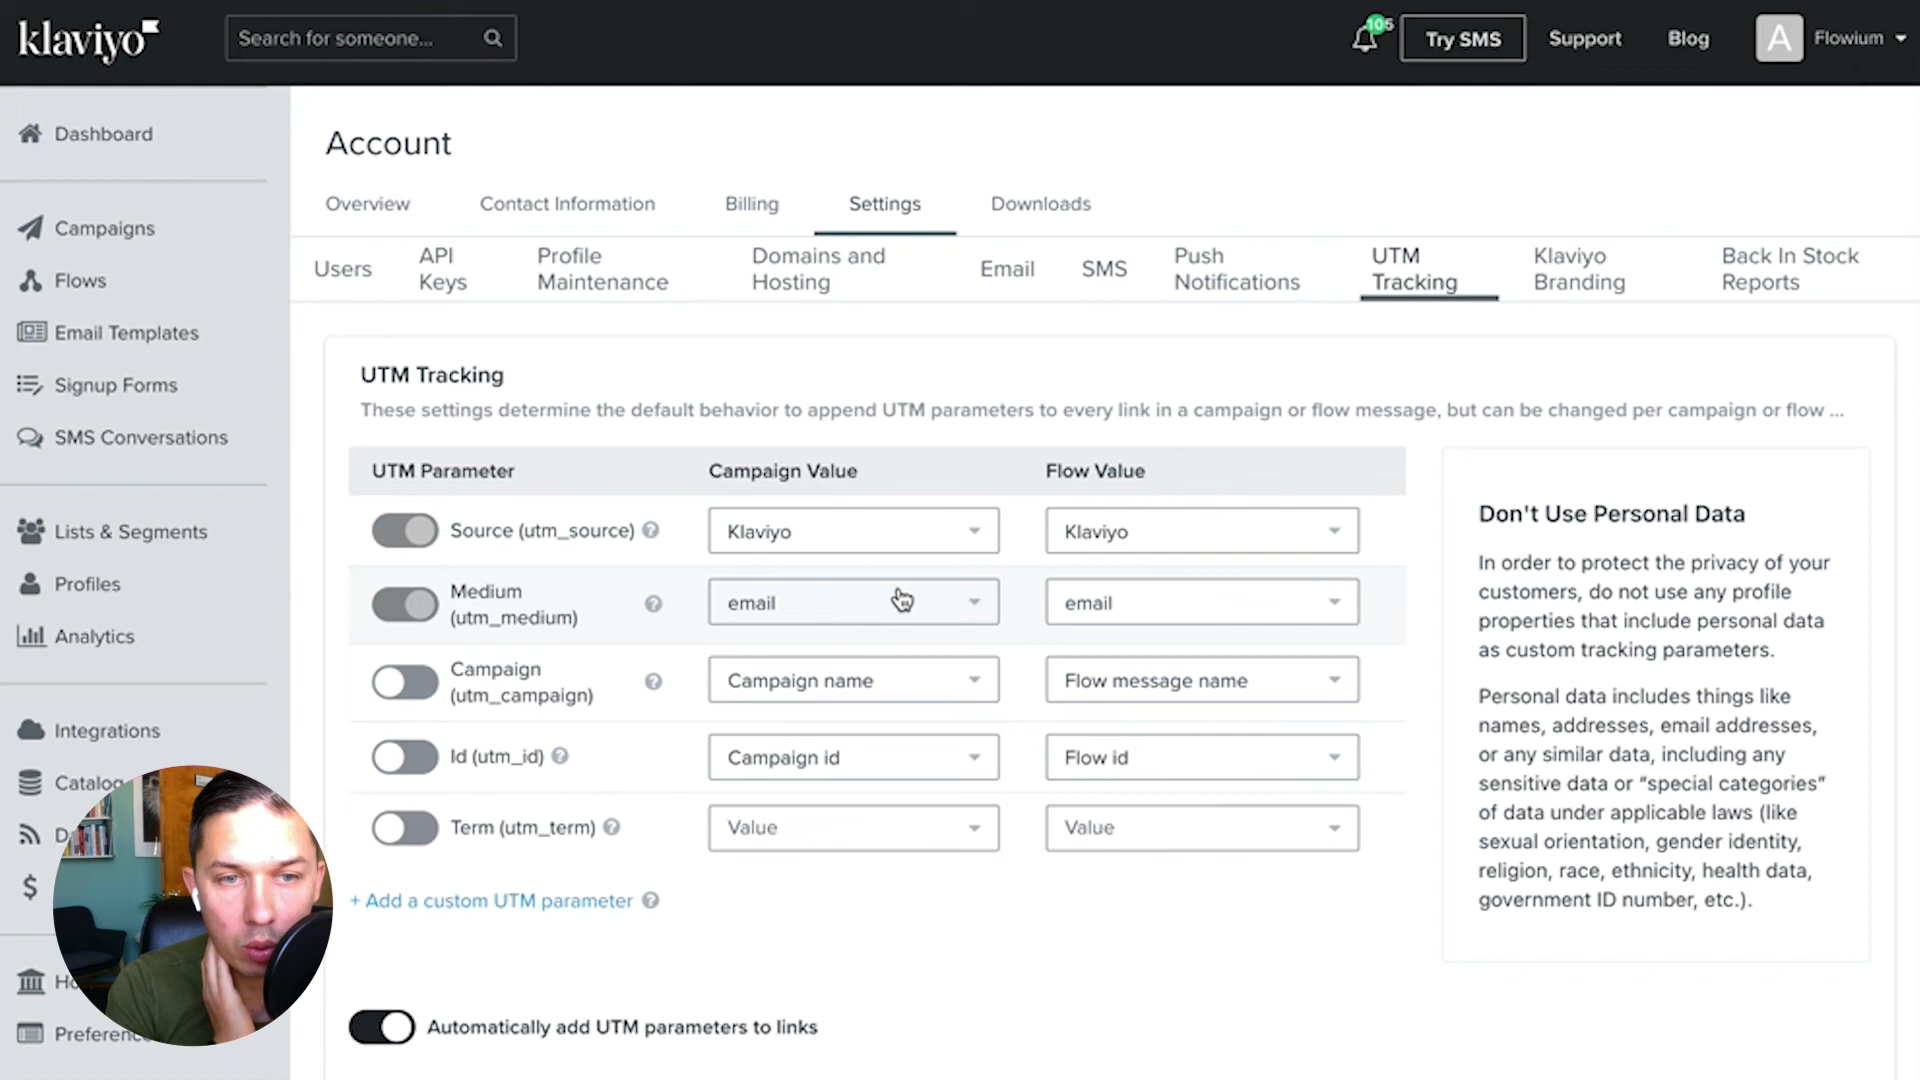 klaviyo
Search for someone...
105
Try SMS
Support
Blog
A
Flowium
Dashboard
Campaigns
Flows
Email Templates
Signup Forms
SMS Conversations
Lists & Segments
Profiles
Analytics
Integrations
Catalog
D
$
Ho
Preference
Account
Overview
Contact Information
Billing
Settings
Downloads
Users
API Keys
Profile Maintenance
Domains and Hosting
Email
SMS
Push Notifications
UTM Tracking
Klaviyo Branding
Back In Stock Reports
UTM Tracking
These settings determine the default behavior to append UTM parameters to every link in a campaign or flow message, but can be changed per campaign or flow ...
UTM Parameter
Campaign Value
Flow Value
Source (utm_source) ?
Klaviyo
Klaviyo
Medium
(utm_medium) ?
email
email
Campaign
(utm_campaign) ?
Campaign name
Flow message name
Id (utm_id) ?
Campaign id
Flow id
Term (utm_term) ?
Value
Value
+ Add a custom UTM parameter ?
Automatically add UTM parameters to links
Don't Use Personal Data
In order to protect the privacy of your
customers, do not use any profile
properties that include personal data
as custom tracking parameters.
Personal data includes things like
names, addresses, email addresses,
or any similar data, including any
sensitive data or “special categories”
of data under applicable laws (like
sexual orientation, gender identity,
religion, race, ethnicity, health data,
government ID number, etc.).